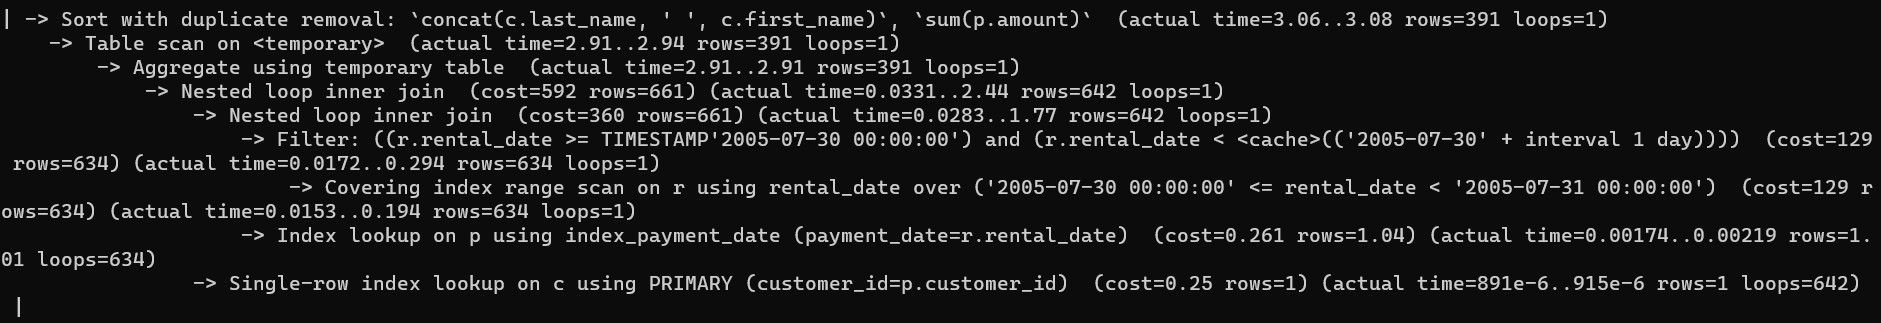 | -> Sort with duplicate removal: `concat(c.last_name, ' ', c.first_name)`, `sum(p.amount)`  (actual time=3.06..3.08 rows=391 loops=1)
    -> Table scan on <temporary>  (actual time=2.91..2.94 rows=391 loops=1)
        -> Aggregate using temporary table  (actual time=2.91..2.91 rows=391 loops=1)
            -> Nested loop inner join  (cost=592 rows=661) (actual time=0.0331..2.44 rows=642 loops=1)
                -> Nested loop inner join  (cost=360 rows=661) (actual time=0.0283..1.77 rows=642 loops=1)
                    -> Filter: ((r.rental_date >= TIMESTAMP'2005-07-30 00:00:00') and (r.rental_date < <cache>(('2005-07-30' + interval 1 day))))  (cost=129
 rows=634) (actual time=0.0172..0.294 rows=634 loops=1)
                        -> Covering index range scan on r using rental_date over ('2005-07-30 00:00:00' <= rental_date < '2005-07-31 00:00:00')  (cost=129 r
ows=634) (actual time=0.0153..0.194 rows=634 loops=1)
                    -> Index lookup on p using index_payment_date (payment_date=r.rental_date)  (cost=0.261 rows=1.04) (actual time=0.00174..0.00219 rows=1.
01 loops=634)
                -> Single-row index lookup on c using PRIMARY (customer_id=p.customer_id)  (cost=0.25 rows=1) (actual time=891e-6..915e-6 rows=1 loops=642)
 |